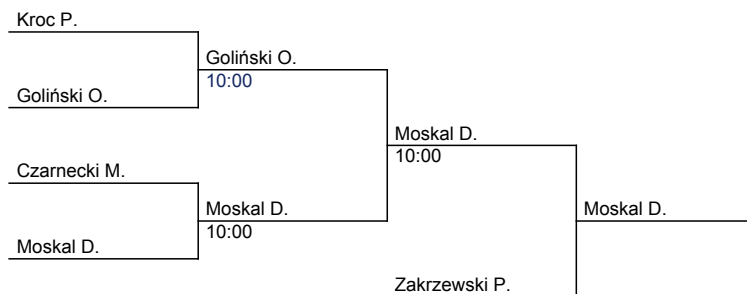 Kroc P.
Goliński O.
10:00
Goliński O.
Moskal D.
10:00
Czarnecki M.
Moskal D.
10:00
Moskal D.
Moskal D.
Zakrzewski P.